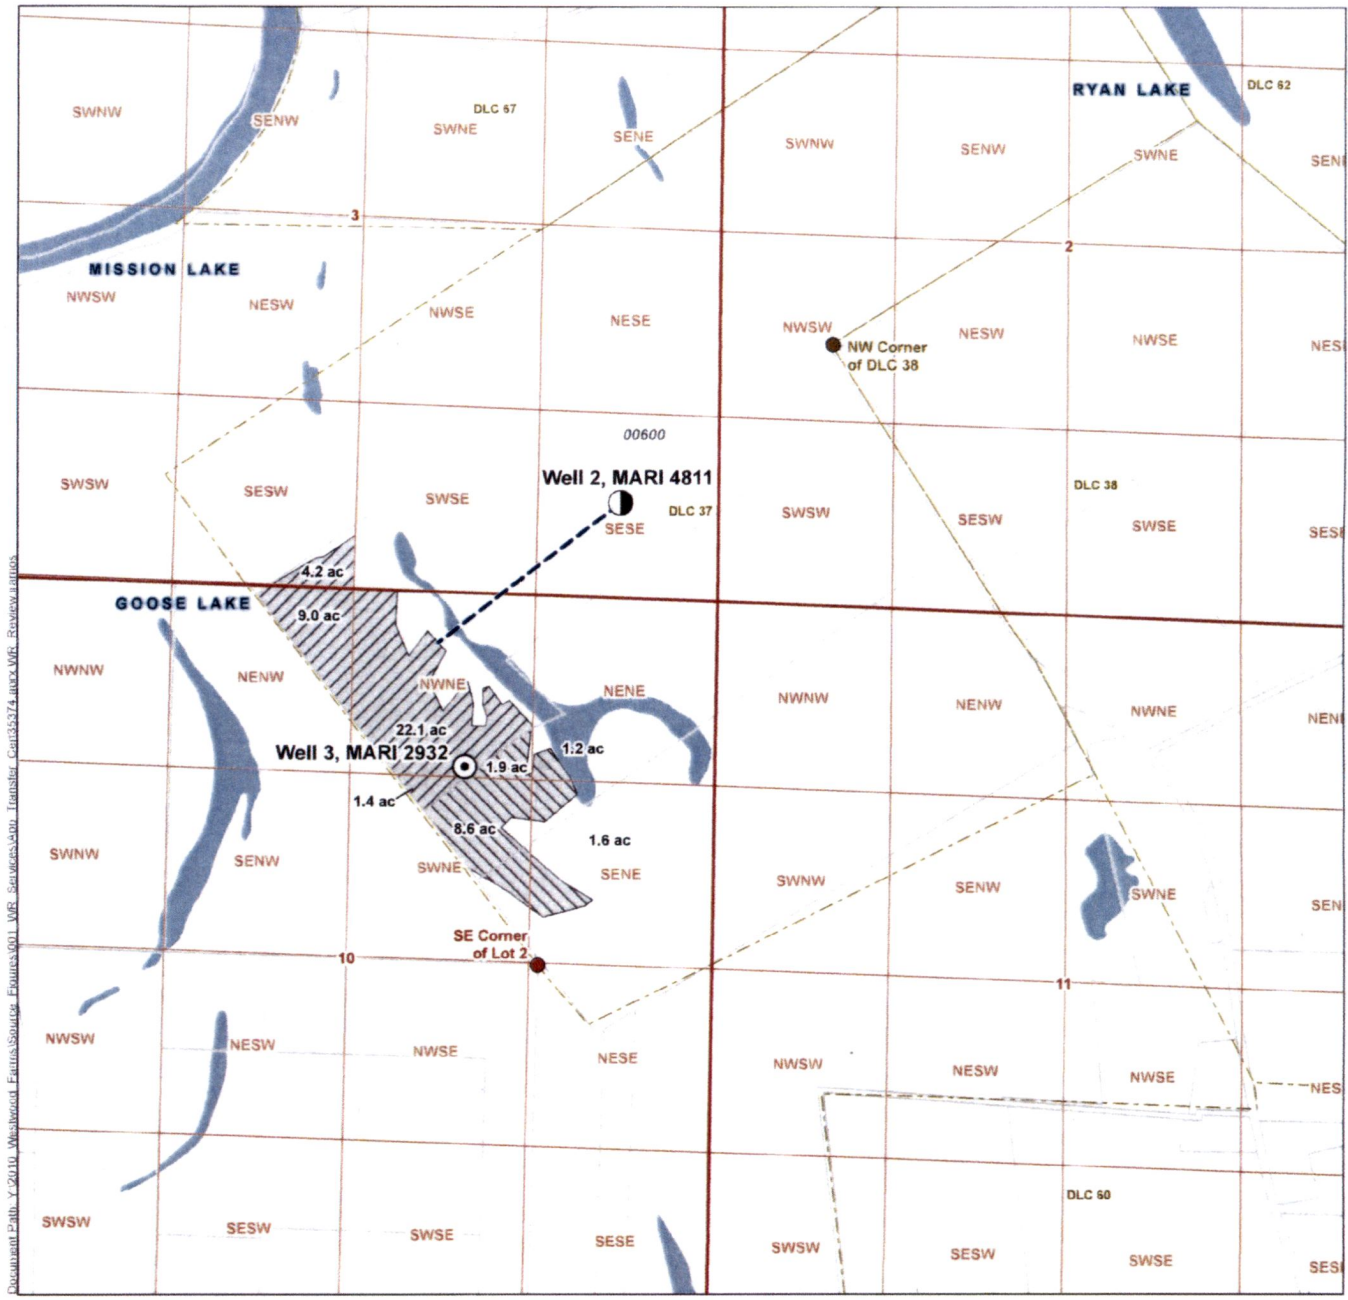 RYAN LAKE
DLC 62
DLC 67
SWNW
SENW
SWNE
SENE
SWNW
SENW
SWNE
SEN
3
2
MISSION LAKE
NWSW
NESW
NWSE
NESE
NWSW
NESW
NWSE
NES
NW Corner
of DLC 38
00600
Well 2, MARI 4811
DLC 37
DLC 38
SWSW
SESW
SWSE
SESE
SWSW
SESW
SWSE
SES
4.2 ac
GOOSE LAKE
9.0 ac
NWNW
NENW
NWNE
NENE
NWNW
NENW
NWNE
NEN
22.1 ac
Well 3, MARI 2932
1.9 ac
1.2 ac
1.4 ac
8.6 ac
1.6 ac
SWNW
SENW
SWNE
SENE
SWNW
SENW
SWNE
SEN
SE Corner
of Lot 2
10
11
NWSW
NESW
NWSE
NESE
NWSW
NESW
NWSE
NES
DLC 60
SWSW
SESW
SWSE
SESE
SWSW
SESW
SWSE
SES